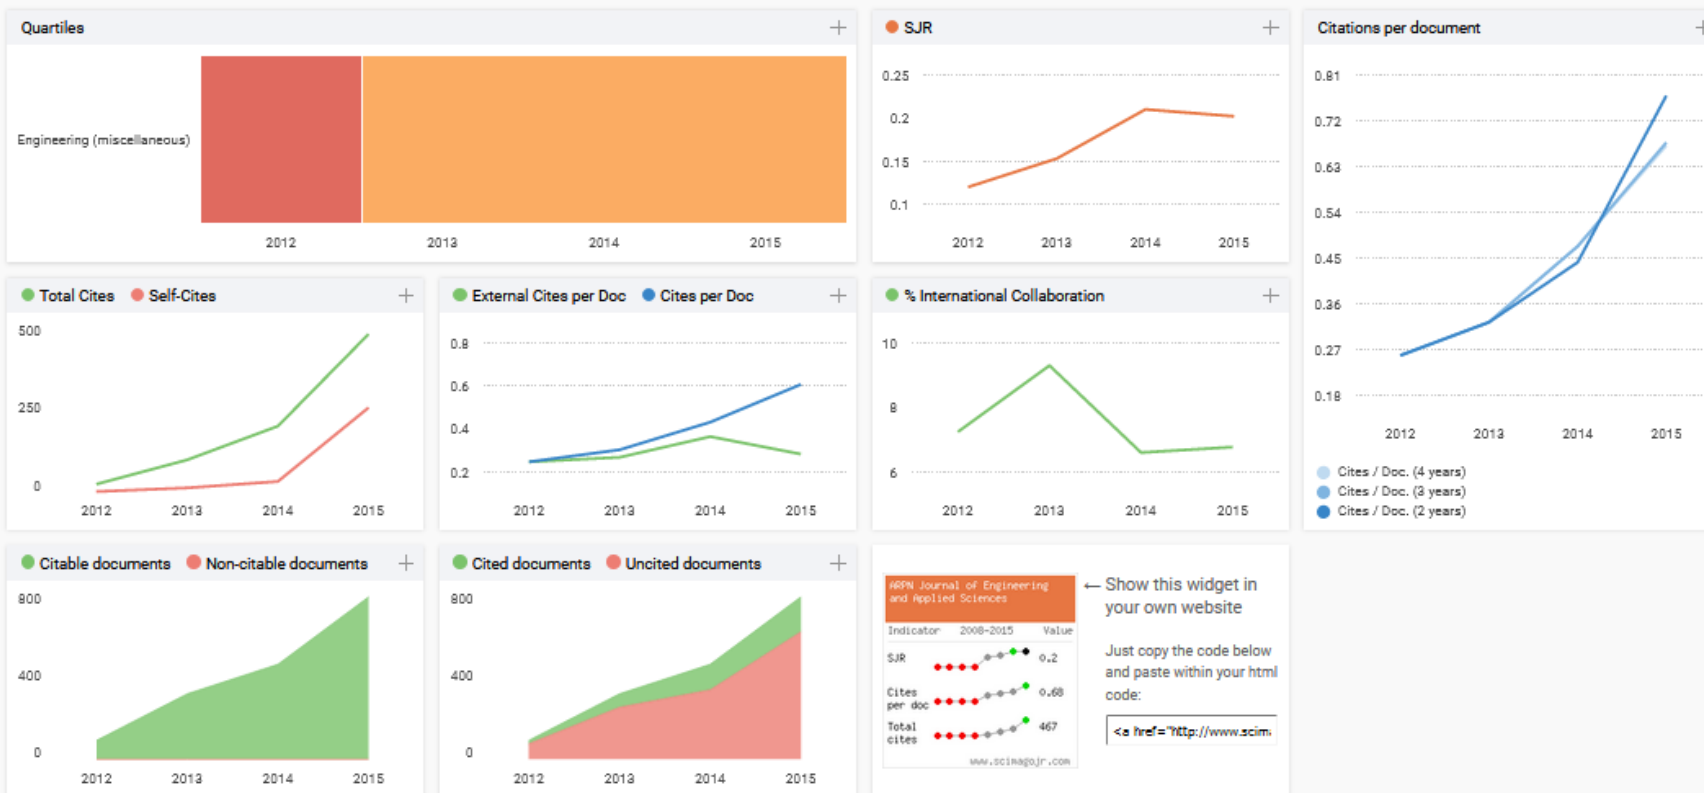 Quartiles
Engineering (miscellaneous)
2012 2013 2014 2015
SJR
0.25
0.2
0.15
0.1
2012 2013 2014 2015
Citations per document
0.81
0.72
0.63
0.54
0.45
0.36
0.27
0.18
2012 2013 2014 2015
Cites / Doc. (4 years)
Cites / Doc. (3 years)
Cites / Doc. (2 years)
Total Cites Self-Cites
500
250
0
2012 2013 2014 2015
External Cites per Doc Cites per Doc
0.8
0.6
0.4
0.2
2012 2013 2014 2015
% International Collaboration
10
8
6
2012 2013 2014 2015
Citable documents Non-citable documents
800
400
0
2012 2013 2014 2015
Cited documents Uncited documents
800
400
0
2012 2013 2014 2015
ARPN Journal of Engineering
and Applied Sciences
Indicator 2008-2015 Value
SJR 0.2
Cites
per doc 0.68
Total
cites 467
www.scimagojr.com
← Show this widget in
your own website
Just copy the code below
and paste within your html
code:
<a href="http://www.scim